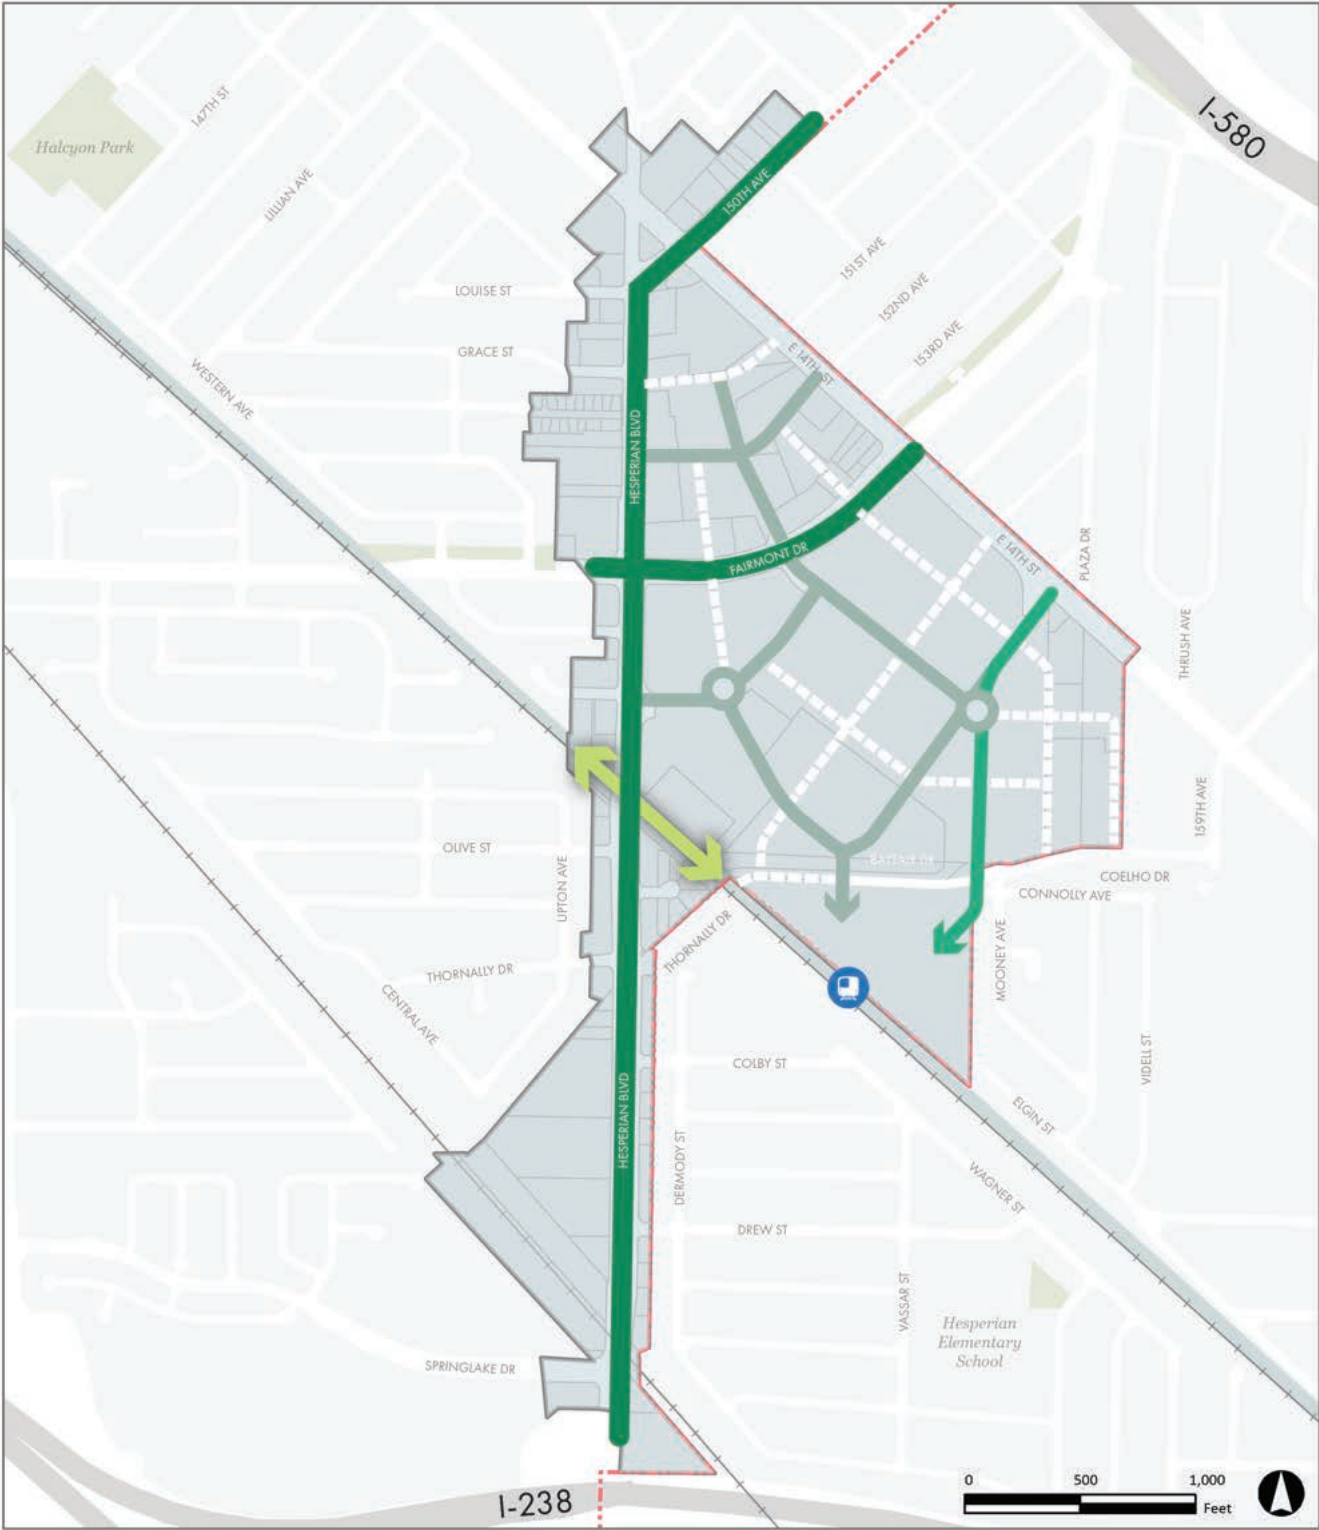 I-580
147TH ST
Halcyon Park
LILLIAN AVE
150TH AVE
151ST AVE
LOUISE ST
152ND AVE
153RD AVE
GRACE ST
E 14TH ST
WESTERN AVE
HESPERIAN BLVD
FAIRMONT DR
E 14TH ST
PLAZA DR
THRUSH AVE
159TH AVE
OLIVE ST
UPTON AVE
BAYFAIR DR
COELHO DR
CONNOLLY AVE
THORNALLY DR
MOONEY AVE
THORNALLY DR
CENTRAL AVE
COLBY ST
VIDELL ST
HESPERIAN BLVD
ELGIN ST
DERMODY ST
WAGNER ST
DREW ST
VASSAR ST
Hesperian
Elementary
School
SPRINGLAKE DR
0 500 1,000
Feet
I-238